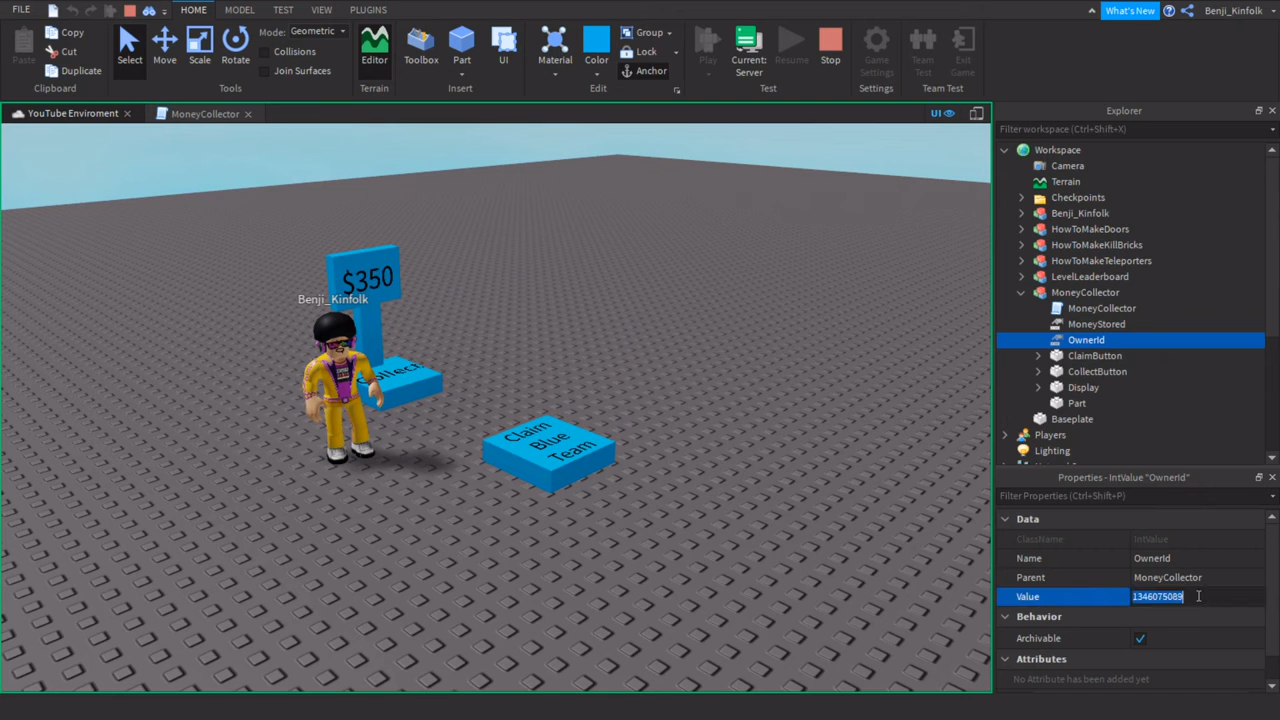 FILE HOME MODEL TEST VIEW PLUGINS What's New Benji_Kinfolk
Paste Copy Cut Duplicate Clipboard
Select Move Scale Rotate Mode: Geometric Collisions Join Surfaces Tools
Editor Terrain
Toolbox Part UI Insert
Material Color Group Lock Anchor Edit
Play Current: Server Resume Stop Test
Game Settings Settings
Team Test Exit Game Team Test
YouTube Enviroment MoneyCollector UI
$350
Benji_Kinfolk
Collect
Claim
Blue
Team
Explorer
Filter workspace (Ctrl+Shift+X)
Workspace
Camera
Terrain
Checkpoints
Benji_Kinfolk
HowToMakeDoors
HowToMakeKillBricks
HowToMakeTeleporters
LevelLeaderboard
MoneyCollector
MoneyCollector
MoneyStored
OwnerId
ClaimButton
CollectButton
Display
Part
Baseplate
Players
Lighting
Properties - IntValue "OwnerId"
Filter Properties (Ctrl+Shift+P)
Data
ClassName IntValue
Name OwnerId
Parent MoneyCollector
Value 1346075089
Behavior
Archivable
Attributes
No Attribute has been added yet